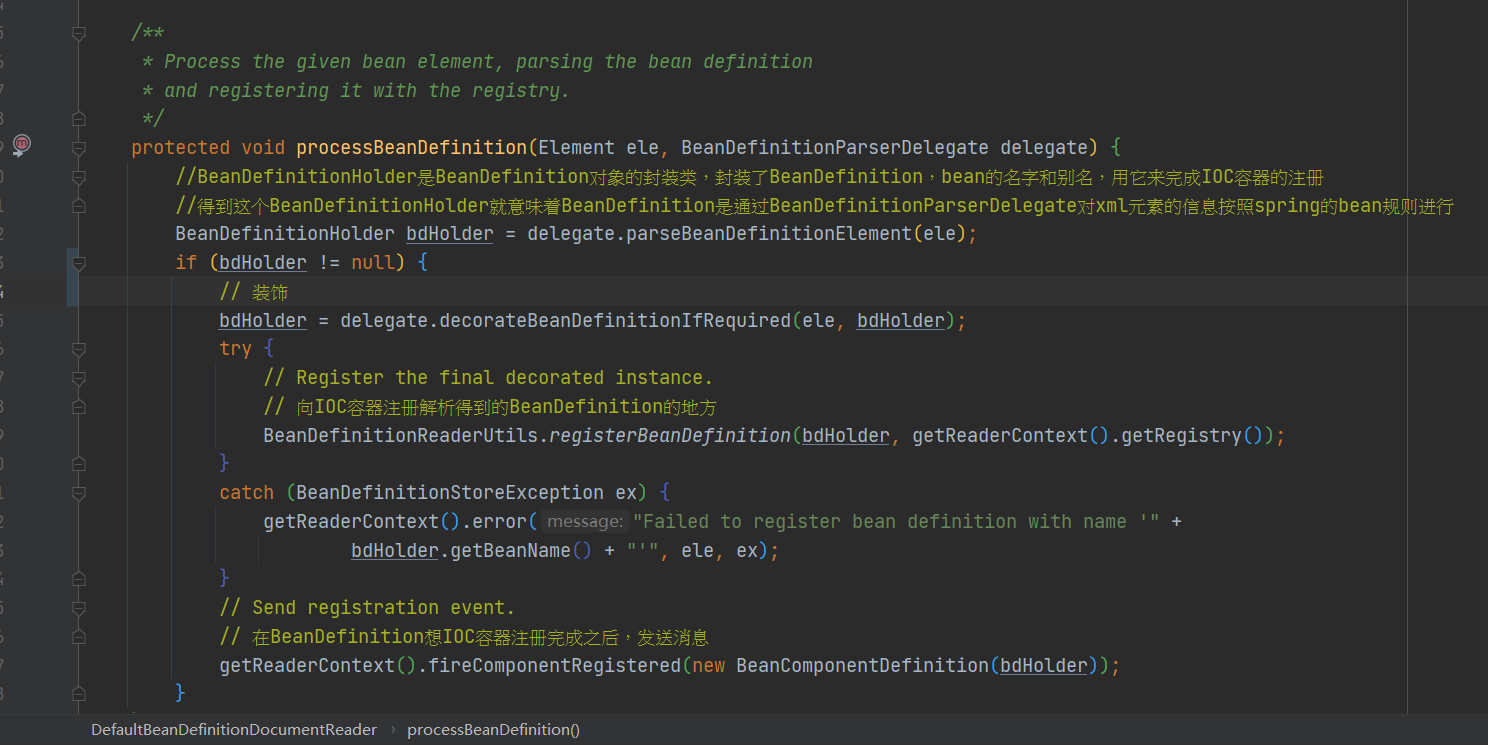 /**
* Process the given bean element, parsing the bean definition
* and registering it with the registry.
*/
protected void processBeanDefinition(Element ele, BeanDefinitionParserDelegate delegate) {
//BeanDefinitionHolder是BeanDefinition对象的封装类，封装了BeanDefinition，bean的名字和别名，用它来完成IOC容器的注册
//得到这个BeanDefinitionHolder就意味着BeanDefinition是通过BeanDefinitionParserDelegate对xml元素的信息按照spring的bean规则进行
BeanDefinitionHolder bdHolder = delegate.parseBeanDefinitionElement(ele);
if (bdHolder != null) {
// 装饰
bdHolder = delegate.decorateBeanDefinitionIfRequired(ele, bdHolder);
try {
// Register the final decorated instance.
// 向IOC容器注册解析得到的BeanDefinition的地方
BeanDefinitionReaderUtils.registerBeanDefinition(bdHolder, getReaderContext().getRegistry());
}
catch (BeanDefinitionStoreException ex) {
getReaderContext().error( message: "Failed to register bean definition with name '" +
bdHolder.getBeanName() + "'", ele, ex);
}
// Send registration event.
// 在BeanDefinition想IOC容器注册完成之后，发送消息
getReaderContext().fireComponentRegistered(new BeanComponentDefinition(bdHolder));
}
DefaultBeanDefinitionDocumentReader › processBeanDefinition()